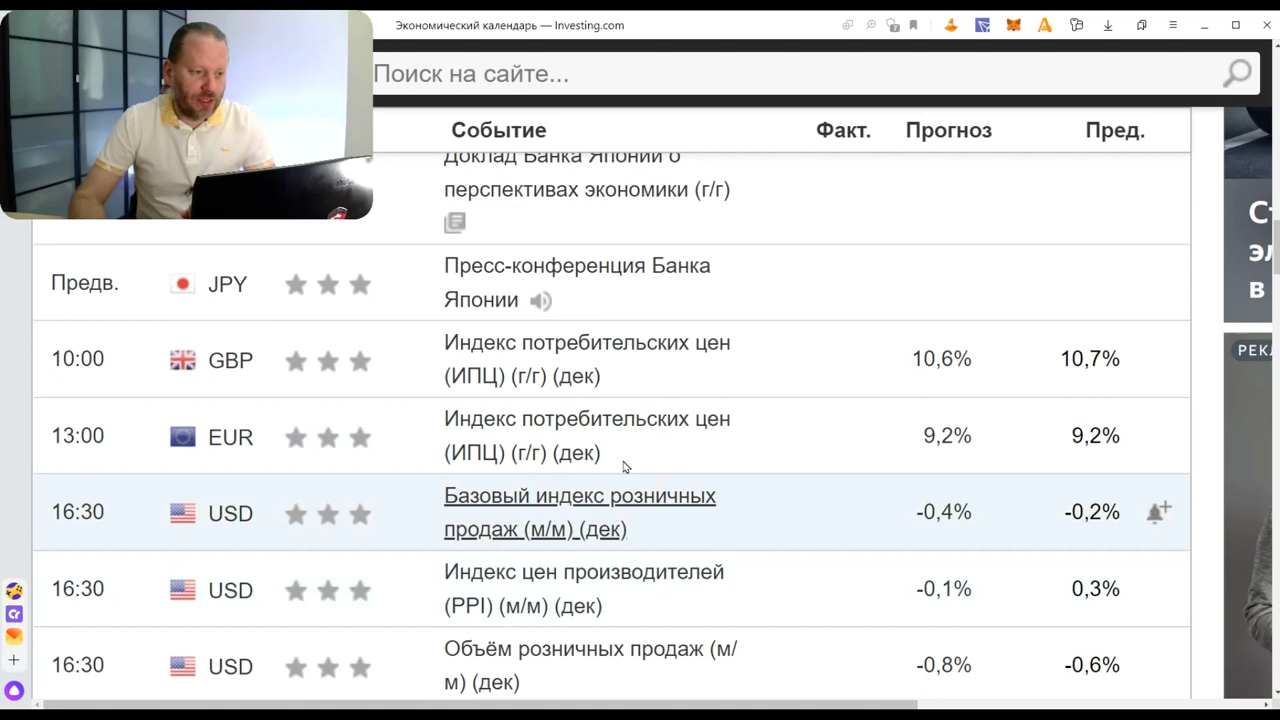 Экономический календарь — Investing.com
Поиск на сайте...
Событие Факт. Прогноз Пред.
Доклад Банка Японии о
перспективах экономики (г/г)
Предв. JPY Пресс-конференция Банка
Японии
10:00 GBP Индекс потребительских цен
(ИПЦ) (г/г) (дек) 10,6% 10,7%
13:00 EUR Индекс потребительских цен
(ИПЦ) (г/г) (дек) 9,2% 9,2%
16:30 USD Базовый индекс розничных
продаж (м/м) (дек) -0,4% -0,2%
16:30 USD Индекс цен производителей
(PPI) (м/м) (дек) -0,1% 0,3%
16:30 USD Объём розничных продаж (м/
м) (дек) -0,8% -0,6%